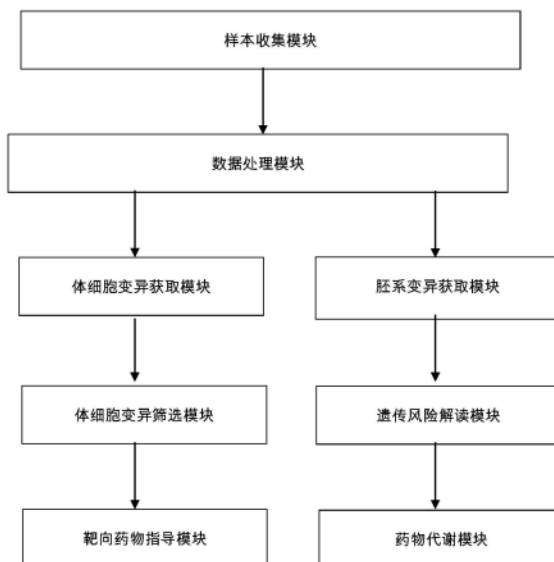 样本收集模块
数据处理模块
体细胞变异获取模块
胚系变异获取模块
体细胞变异筛选模块
遗传风险解读模块
靶向药物指导模块
药物代谢模块